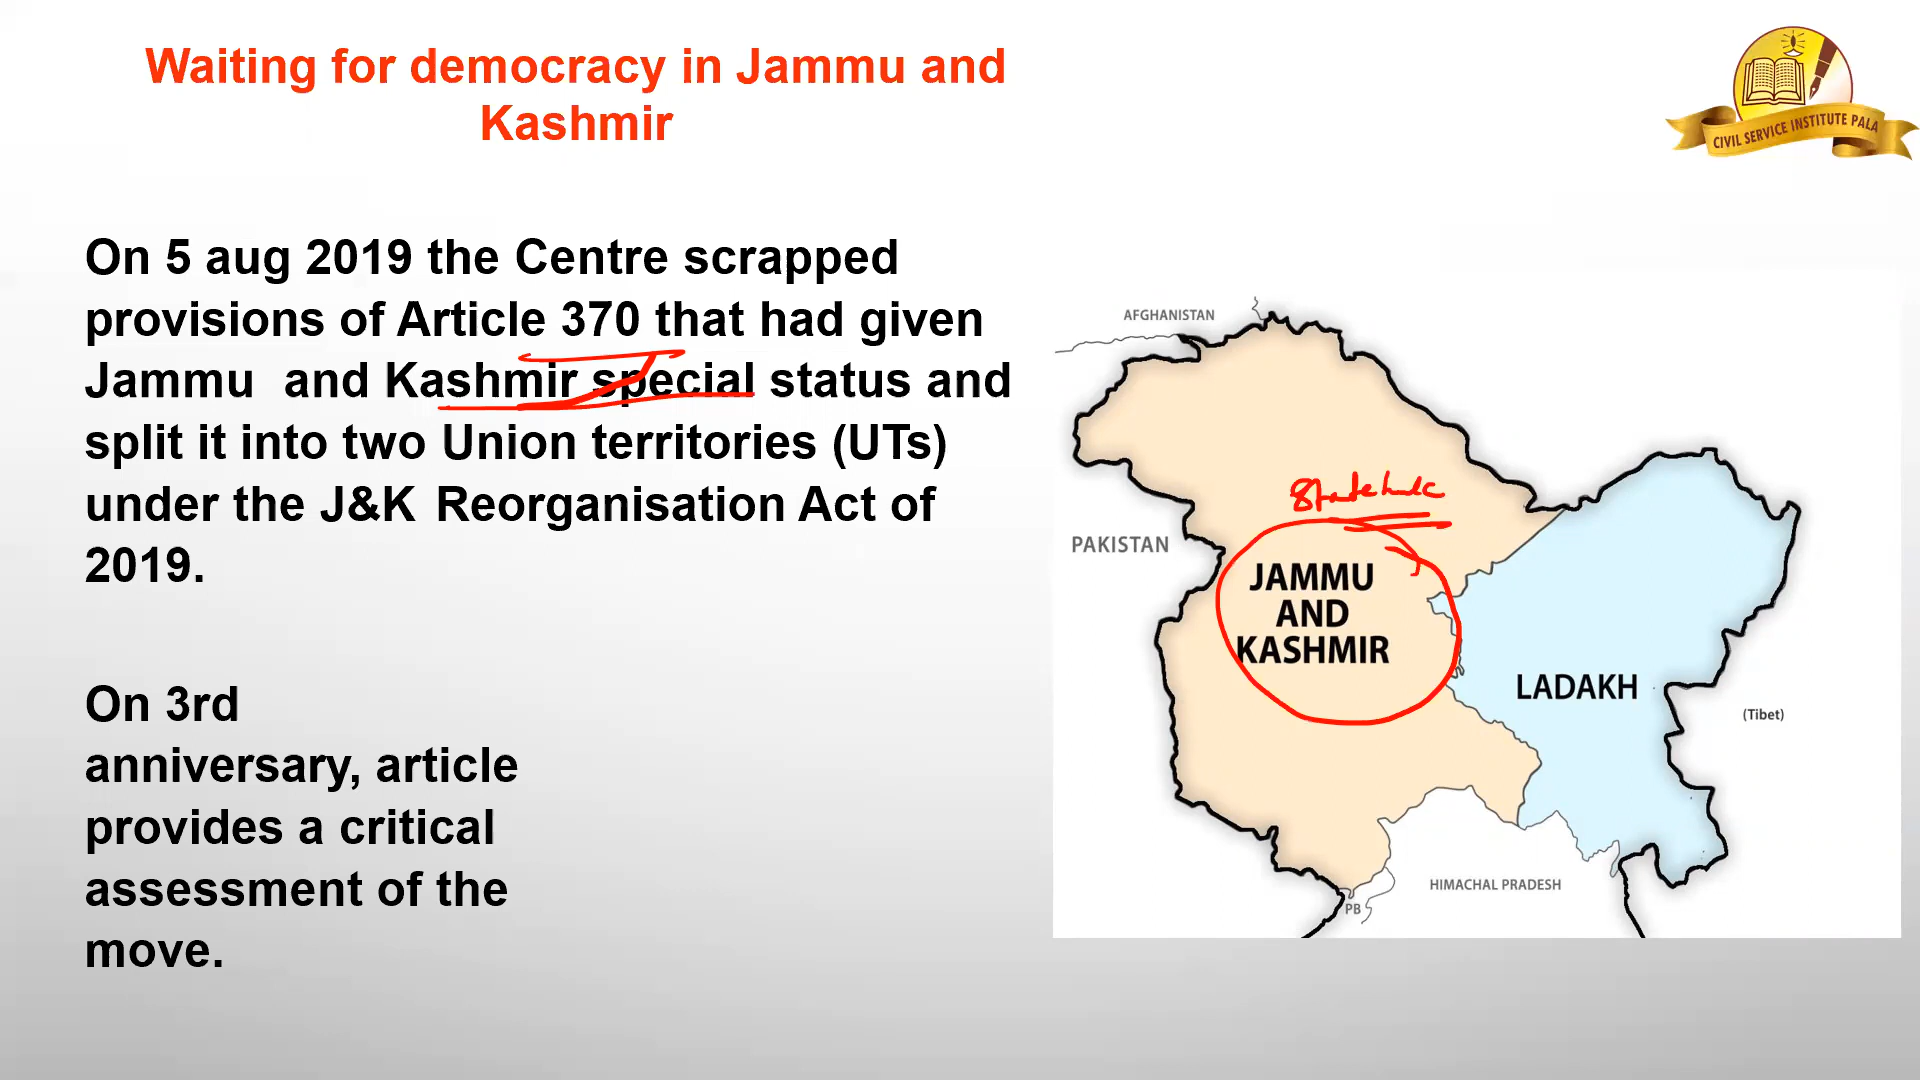 Waiting for democracy in Jammu and
Kashmir
CIVIL SERVICE INSTITUTE PALA
On 5 aug 2019 the Centre scrapped
provisions of Article 370 that had given
Jammu and Kashmir special status and
split it into two Union territories (UTs)
under the J&K Reorganisation Act of
2019.
On 3rd
anniversary, article
provides a critical
assessment of the
move.
AFGHANISTAN
PAKISTAN
JAMMU
AND
KASHMIR
LADAKH
(Tibet)
HIMACHAL PRADESH
PB